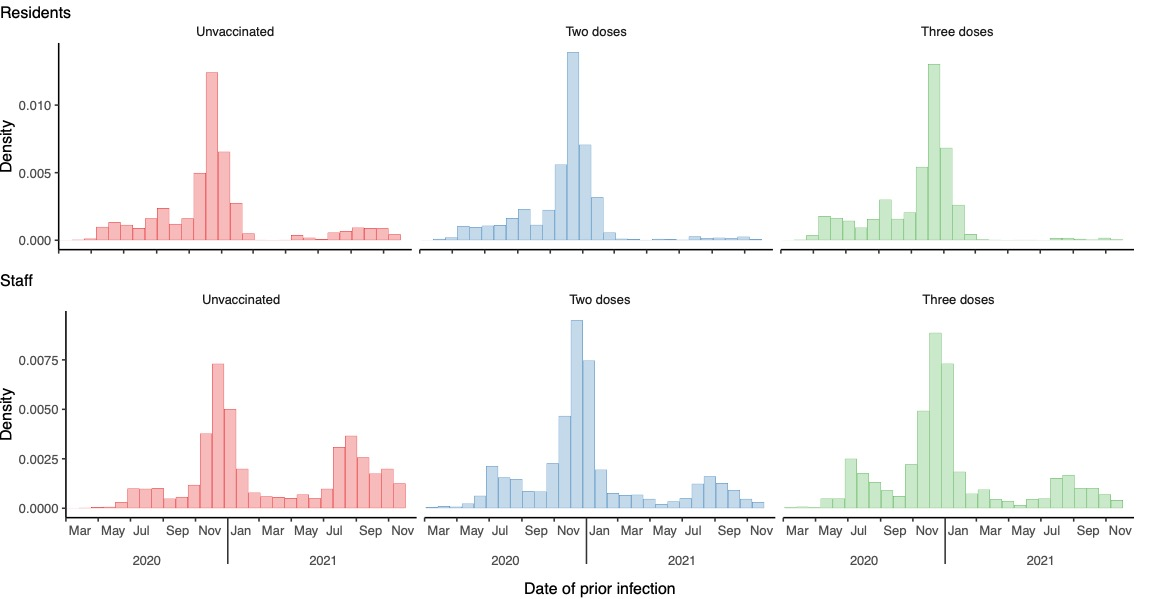 Residents
Unvaccinated Two doses Three doses
Density
0.010
0.005
0.000
Staff
Unvaccinated Two doses Three doses
Density
0.0075
0.0050
0.0025
0.0000
Mar May Jul Sep Nov Jan Mar May Jul Sep Nov Mar May Jul Sep Nov Jan Mar May Jul Sep Nov Mar May Jul Sep Nov Jan Mar May Jul Sep Nov
2020 2021 2020 2021 2020 2021
Date of prior infection